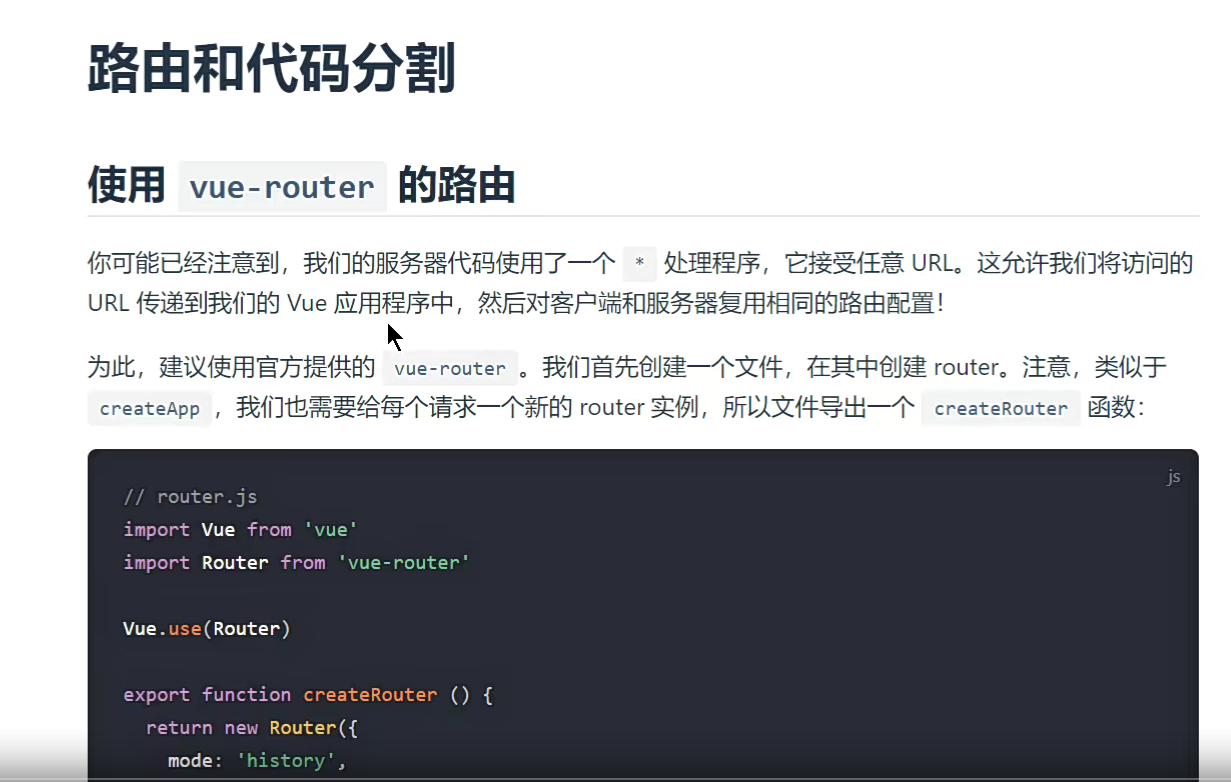 路由和代码分割
使用 vue-router 的路由
你可能已经注意到，我们的服务器代码使用了一个 * 处理程序，它接受任意 URL。这允许我们将访问的
URL 传递到我们的 Vue 应用程序中，然后对客户端和服务器复用相同的路由配置！
为此，建议使用官方提供的 vue-router 。我们首先创建一个文件，在其中创建 router。注意，类似于
createApp ，我们也需要给每个请求一个新的 router 实例，所以文件导出一个 createRouter 函数：
js
// router.js
import Vue from 'vue'
import Router from 'vue-router'
Vue.use(Router)
export function createRouter () {
return new Router({
mode: 'history',